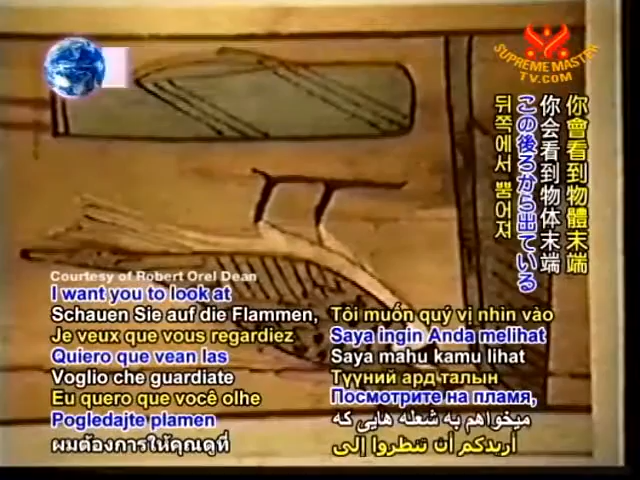 SUPREME MASTER
TV.COM
你會看到物體末端
你会看到物体末端
この後ろから出ている
뒤쪽에서 뿜어져
Courtesy of Robert Orel Dean
I want you to look at
Schauen Sie auf die Flammen,
Je veux que vous regardiez
Quiero que vean las
Voglio che guardiate
Eu quero que você olhe
Pogledajte plamen
ผมต้องการให้คุณดูที่
Tôi muốn quý vị nhìn vào
Saya ingin Anda melihat
Saya mahu kamu lihat
Түүний ард талын
Посмотрите на пламя,
میخواهم به شعله هایی که
أريدكم أن تنظروا إلى